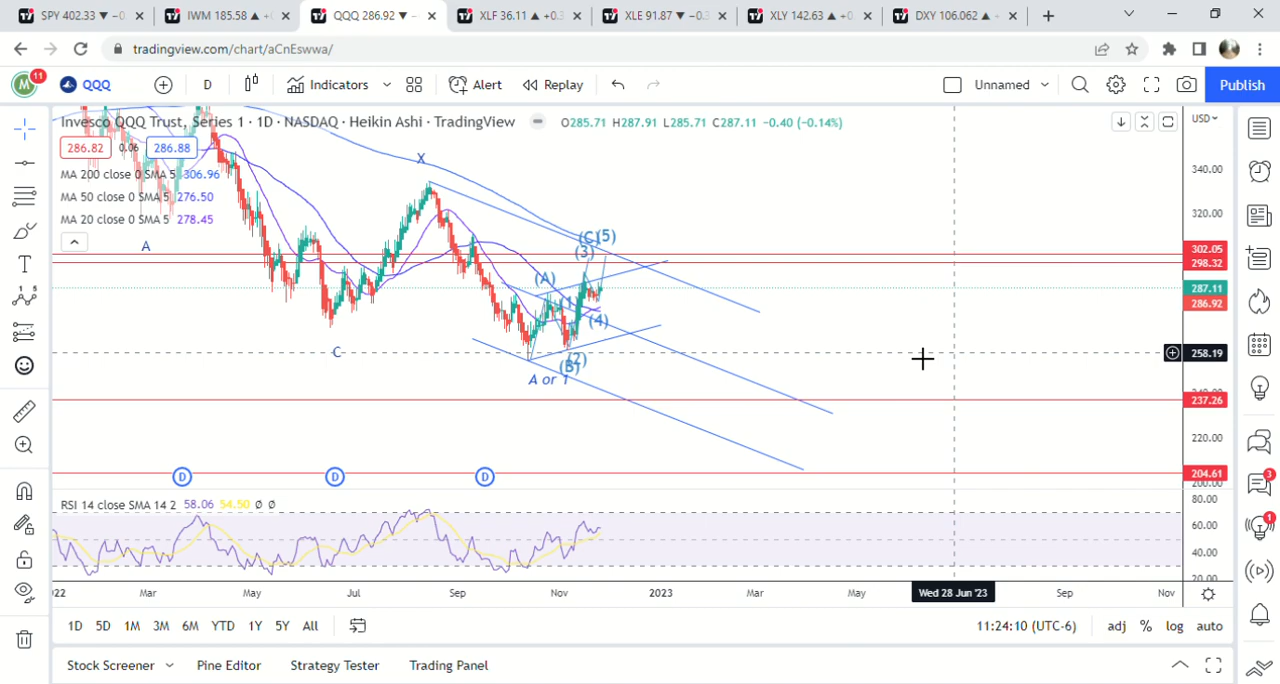 SPY 402.33 ▼ −0
IWM 185.58 ▲ +0
QQQ 286.92 ▼ −
XLF 36.11 ▲ +0.3
XLE 91.87 ▼ −0.3
XLY 142.63 ▲ +0
DXY 106.062 ▲
tradingview.com/chart/aCnEswwa/
M 11 QQQ D Indicators Alert Replay Unnamed Publish
Invesco QQQ Trust, Series 1 · 1D · NASDAQ · Heikin Ashi · TradingView O285.71 H287.91 L285.71 C287.11 −0.40 (−0.14%) USD
286.82 0.06 286.88
MA 200 close 0 SMA 5 306.96
MA 50 close 0 SMA 5 276.50
MA 20 close 0 SMA 5 278.45
X
A
(C)(5)
(3)
(A)
(1)
(4)
C
(2)
(B)
A or 1
340.00
320.00
302.05
298.32
287.11
286.92
258.19
237.26
220.00
204.61
200.00
D D D
RSI 14 close SMA 14 2 58.06 54.50 Ø Ø
80.00
60.00
40.00
20.00
2022 Mar May Jul Sep Nov 2023 Mar May Wed 28 Jun '23 Sep Nov
1D 5D 1M 3M 6M YTD 1Y 5Y All 11:24:10 (UTC-6) adj % log auto
Stock Screener Pine Editor Strategy Tester Trading Panel
3
1